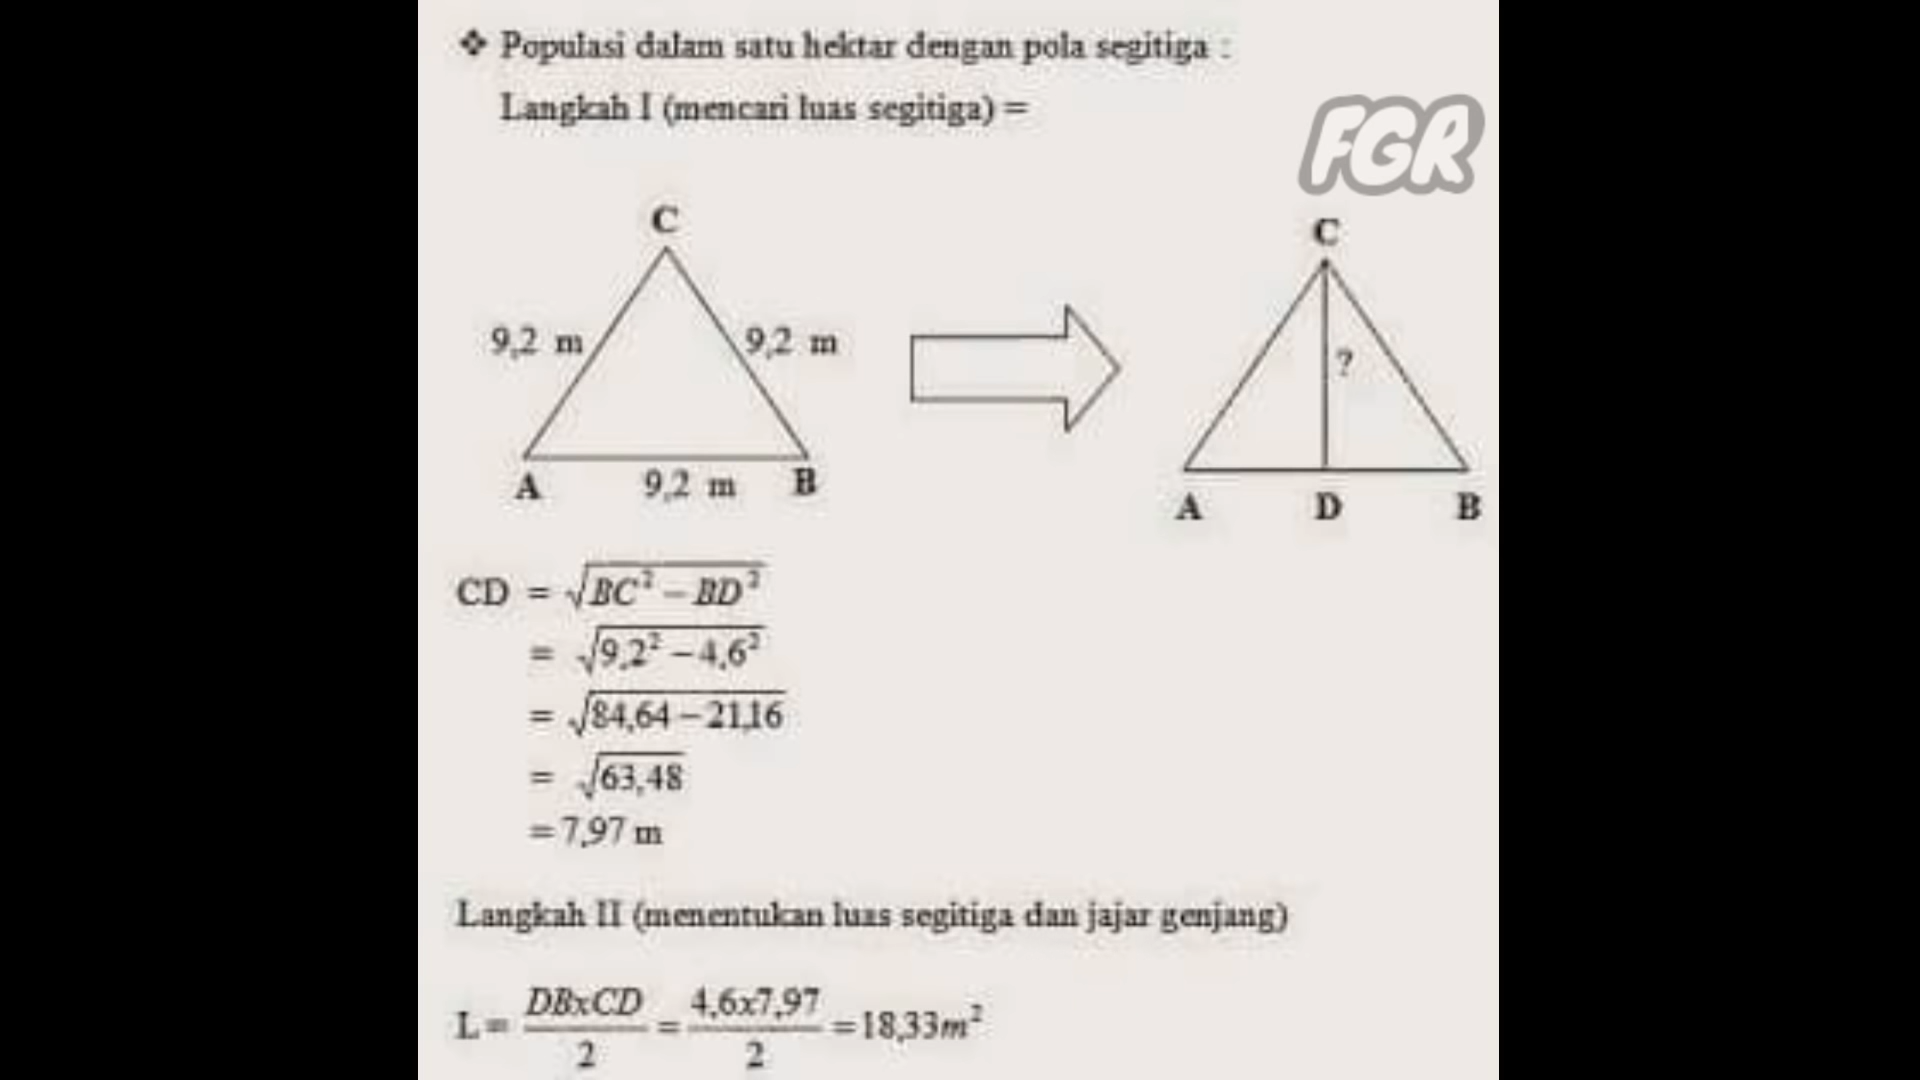 ❖ Populasi dalam satu hektar dengan pola segitiga :
Langkah I (mencari luas segitiga) =
FGR
C
9,2 m
9,2 m
A
9,2 m
B
C
?
A
D
B
CD = √BC² – BD²
= √9,2² – 4,6²
= √84,64 – 21,16
= √63,48
= 7,97 m
Langkah II (menentukan luas segitiga dan jajar genjang)
L = DBxCD/2 = 4,6x7,97/2 = 18,33m²